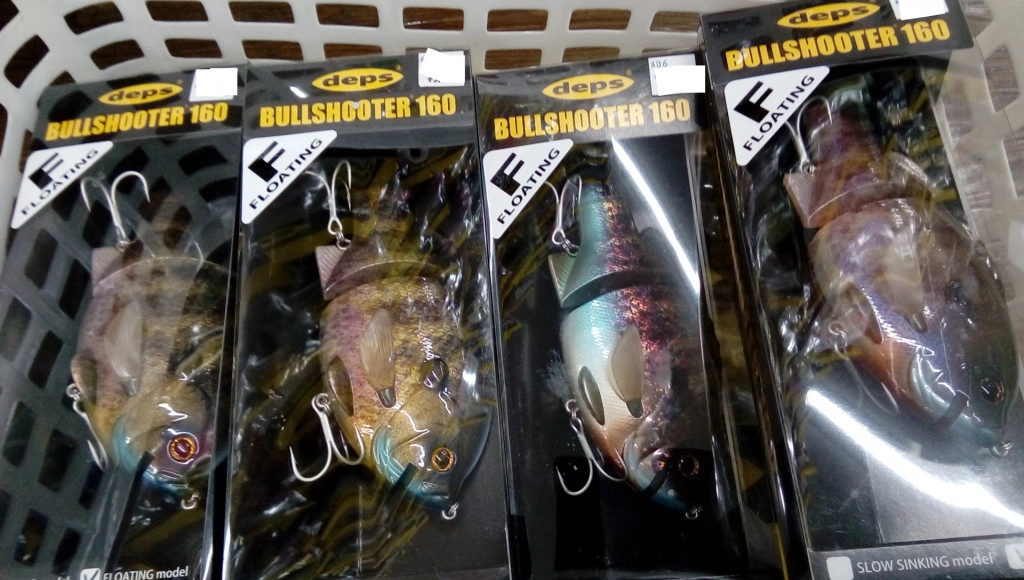 deps
BULLSHOOTER 160
F
FLOATING
FLOATING model
deps
BULLSHOOTER 160
F
FLOATING
deps
306
BULLSHOOTER 160
F
FLOATING
deps
BULLSHOOTER 160
F
FLOATING
SLOW SINKING model